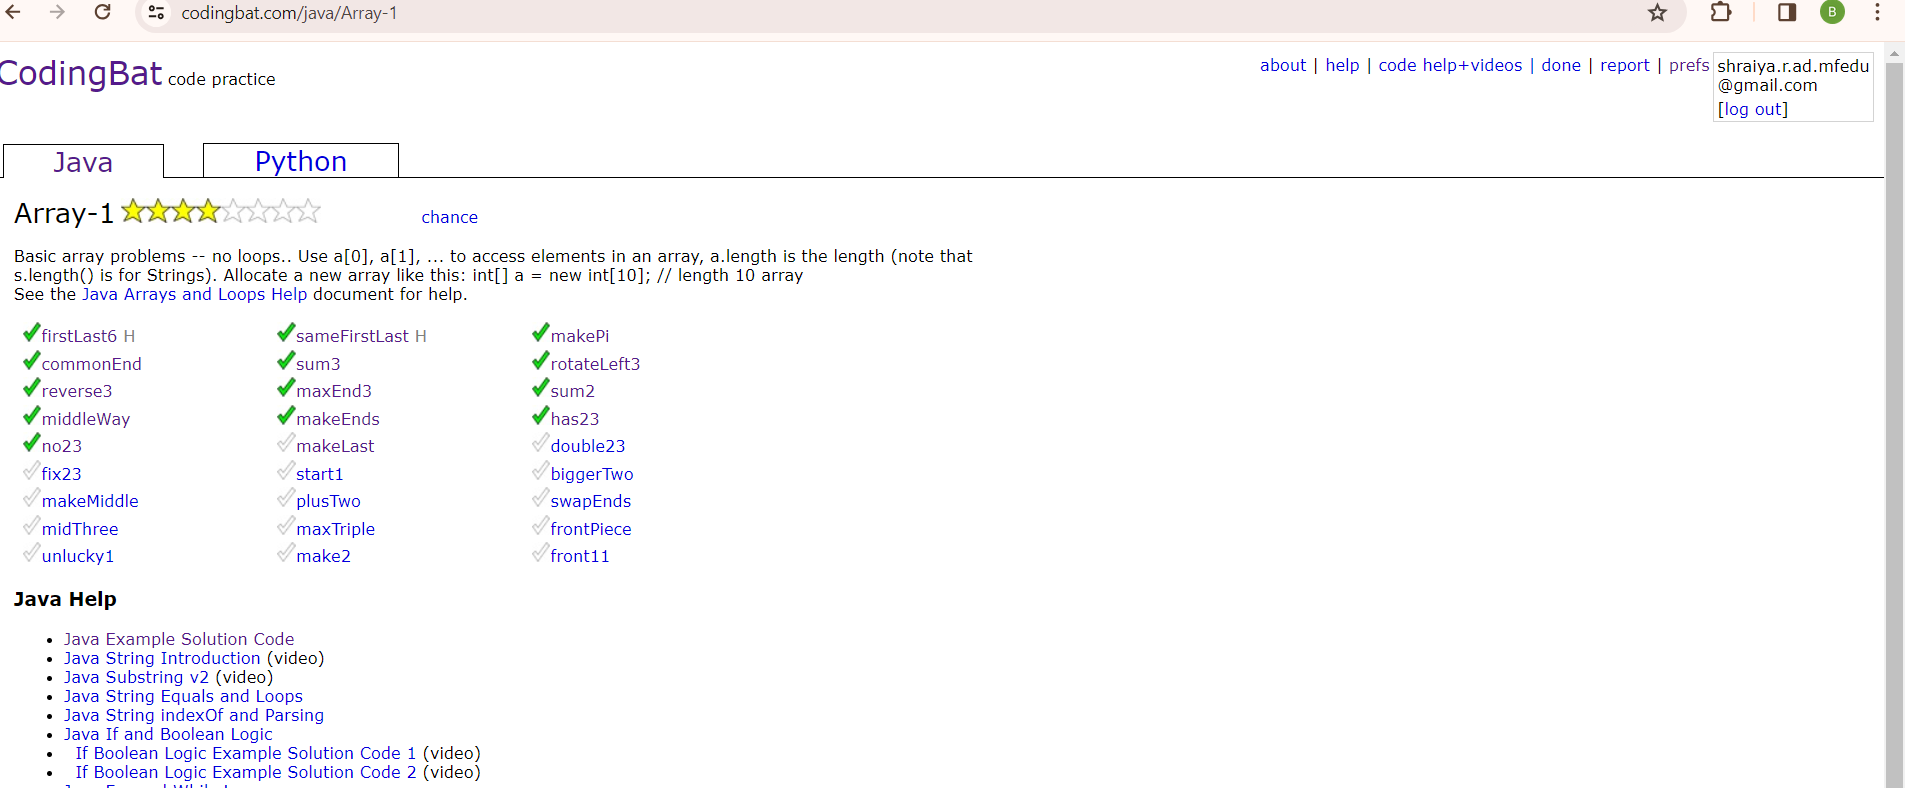 codingbat.com/java/Array-1
B
CodingBat code practice
about | help | code help+videos | done | report | prefs
shraiya.r.ad.mfedu
@gmail.com
[log out]
Java
Python
Array-1
chance
Basic array problems -- no loops.. Use a[0], a[1], ... to access elements in an array, a.length is the length (note that
s.length() is for Strings). Allocate a new array like this: int[] a = new int[10]; // length 10 array
See the Java Arrays and Loops Help document for help.
firstLast6 H sameFirstLast H makePi
commonEnd sum3 rotateLeft3
reverse3 maxEnd3 sum2
middleWay makeEnds has23
no23 makeLast double23
fix23 start1 biggerTwo
makeMiddle plusTwo swapEnds
midThree maxTriple frontPiece
unlucky1 make2 front11
Java Help
Java Example Solution Code
Java String Introduction (video)
Java Substring v2 (video)
Java String Equals and Loops
Java String indexOf and Parsing
Java If and Boolean Logic
If Boolean Logic Example Solution Code 1 (video)
If Boolean Logic Example Solution Code 2 (video)